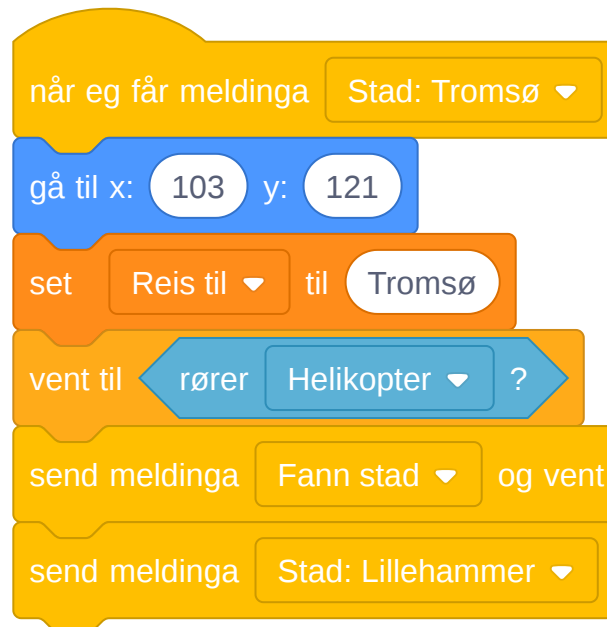 når eg får meldinga Stad: Tromsø
gå til x: 103 y: 121
set Reis til til Tromsø
vent til rører Helikopter ?
send meldinga Fann stad og vent
send meldinga Stad: Lillehammer